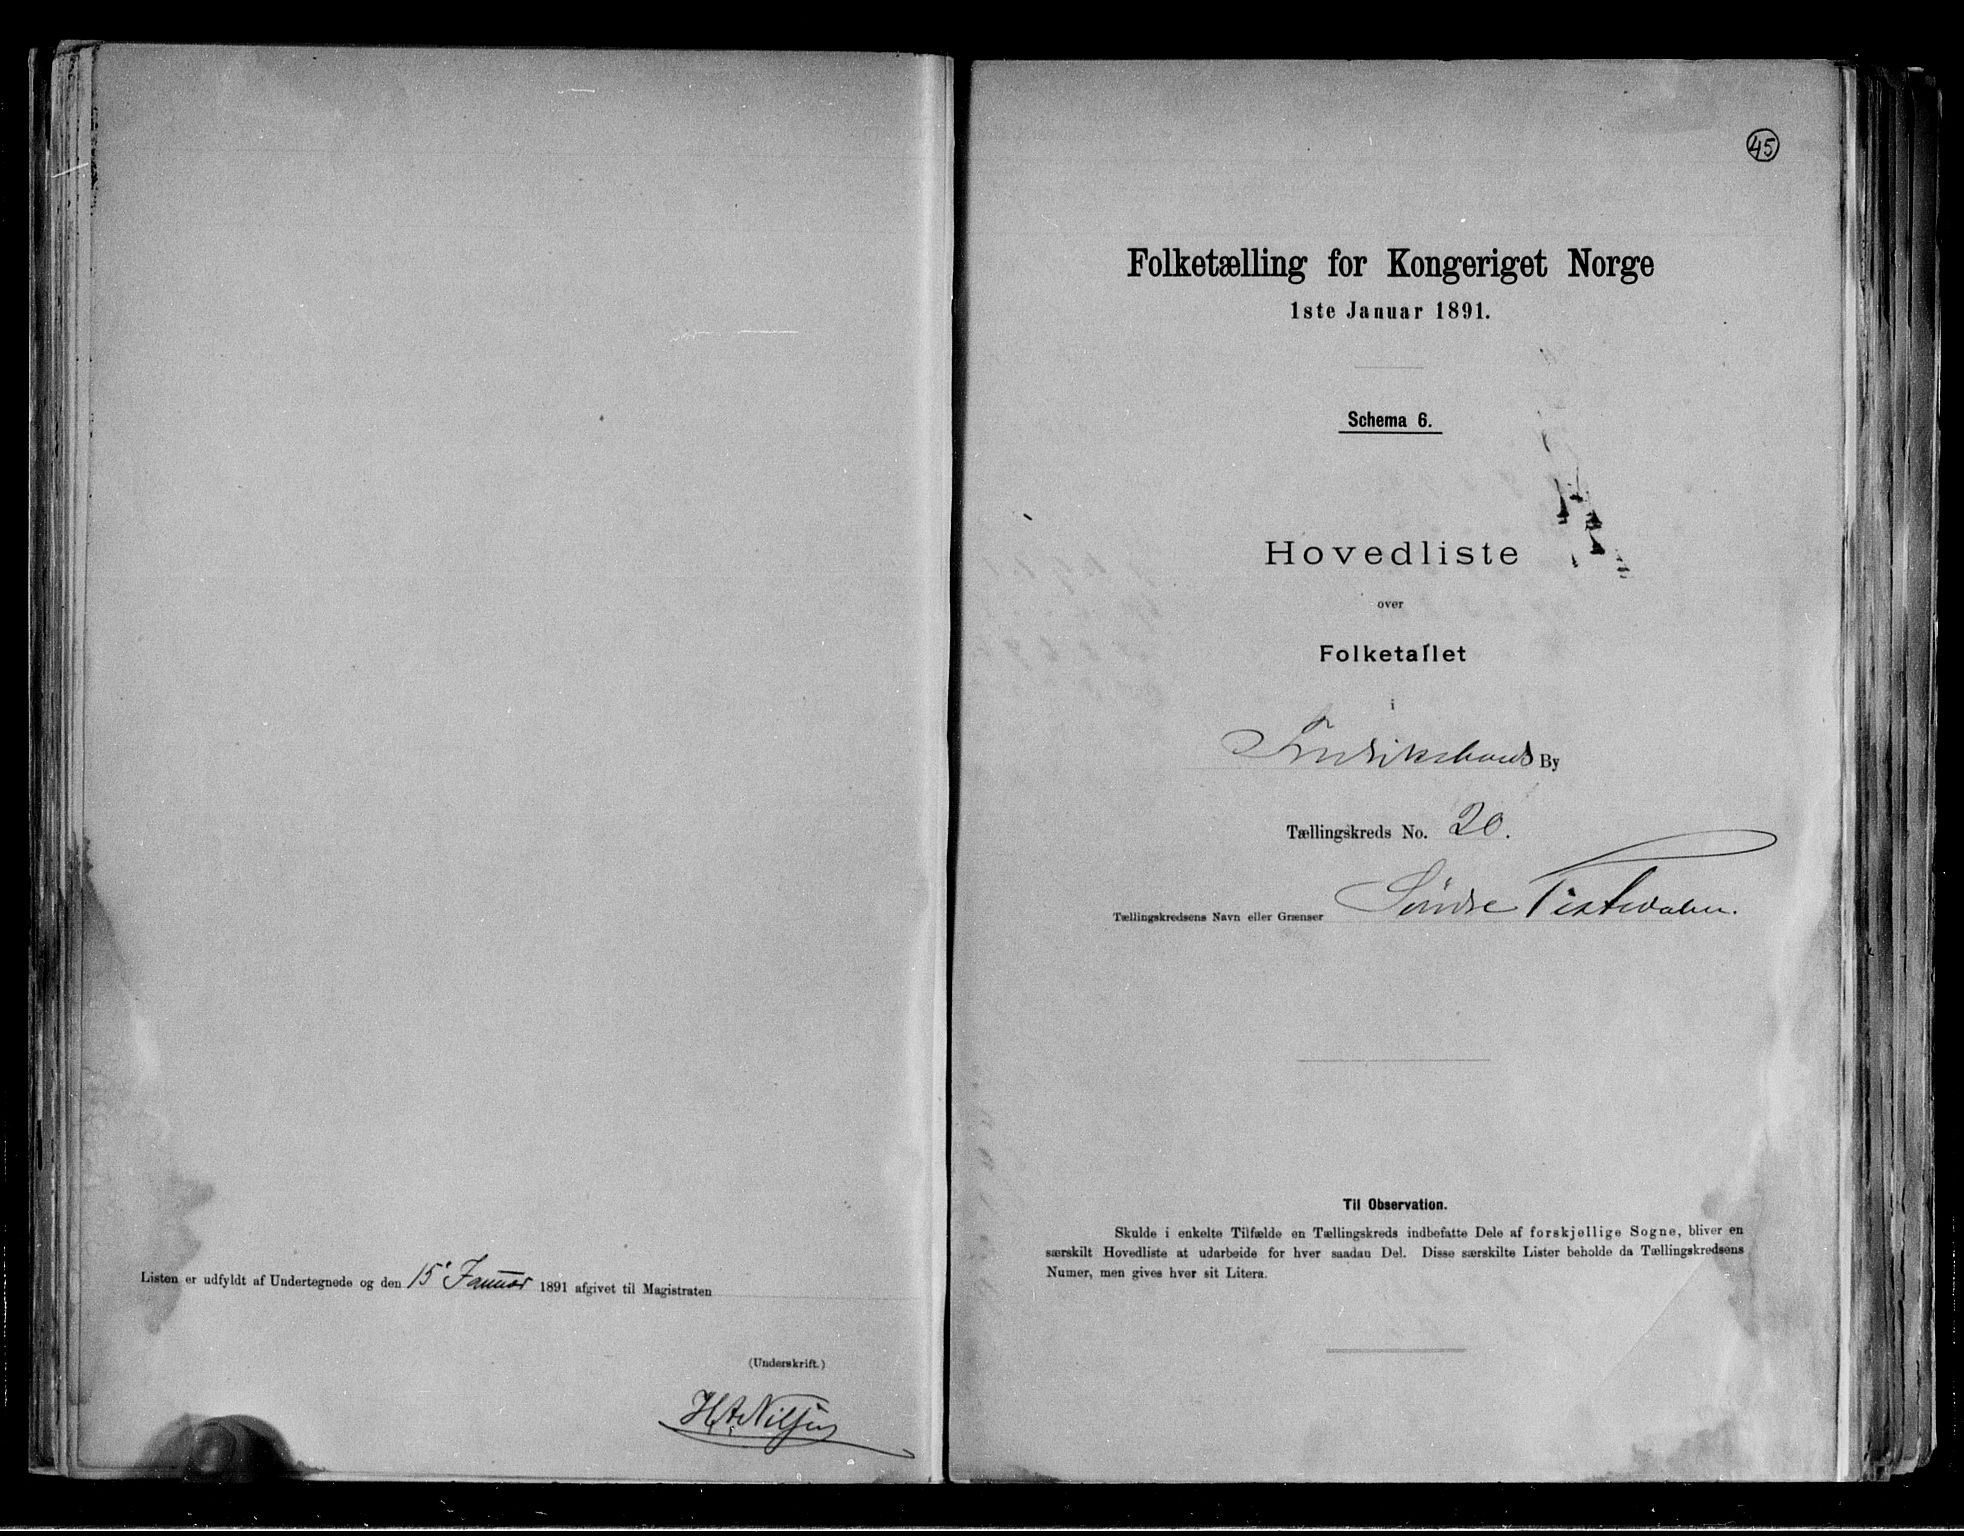 Listen er udfyldt af Undertegnede og den 15' Januar 1891 afgivet til Magistraten
(Underskrift.)
H. A. Nilsen
45
Folketælling for Kongeriget Norge
1ste Januar 1891.
Schema 6.
Hovedliste
over
Folketallet
i
Fredrikshalds By
Tællingskreds No. 20.
Tællingskredsens Navn eller Grænser Søndre Tistedalen.
Til Observation.
Skulde i enkelte Tilfælde en Tællingskreds indbefatte Dele af forskjellige Sogne, bliver en
særskilt Hovedliste at udarbeide for hver saadan Del. Disse særskilte Lister beholde da Tællingskredsens
Numer, men gives hver sit Litera.